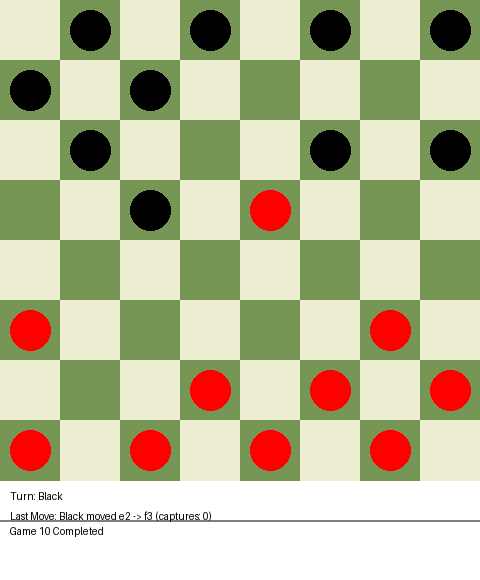 Turn: Black
Last Move: Black moved e2 -> f3 (captures: 0)
Game 10 Completed